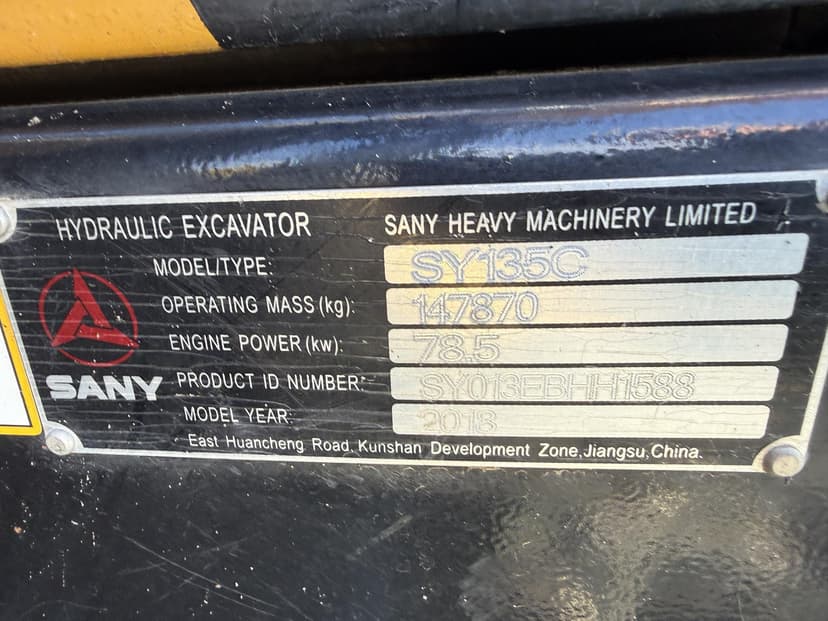 HYDRAULIC EXCAVATOR SANY HEAVY MACHINERY LIMITED
MODEL/TYPE: SY135C
OPERATING MASS (kg): 147870
ENGINE POWER (kw): 78.5
PRODUCT ID NUMBER: SY013EBHH1588
SANY
MODEL YEAR: 2018
East Huancheng Road, Kunshan Development Zone,Jiangsu,China.